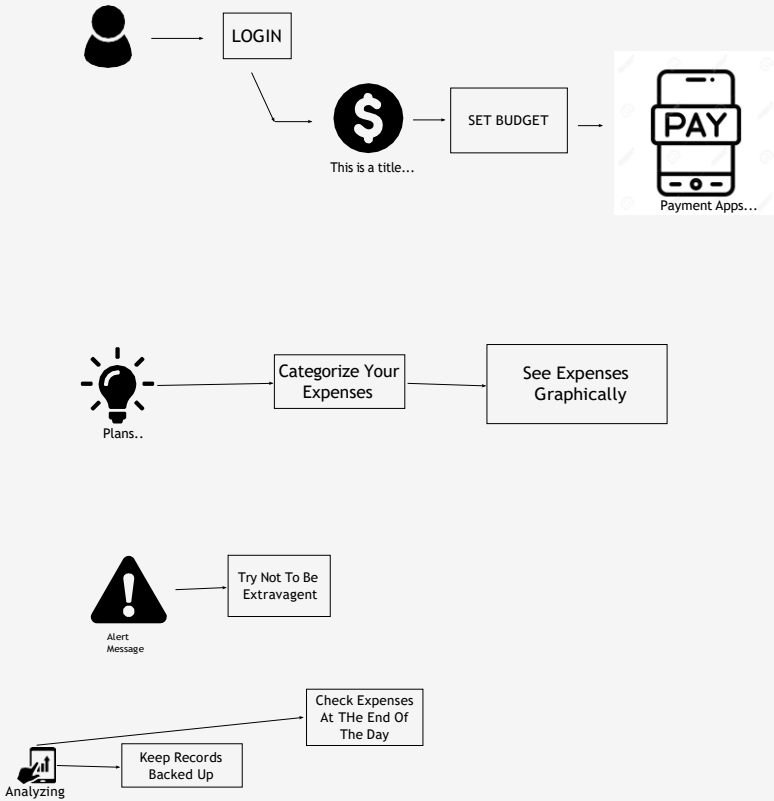 LOGIN
$
This is a title...
SET BUDGET
PAY
Payment Apps...
Plans..
Categorize Your
Expenses
See Expenses
Graphically
Alert
Message
Try Not To Be
Extravagent
Check Expenses
At THe End Of
The Day
Analyzing
Keep Records
Backed Up